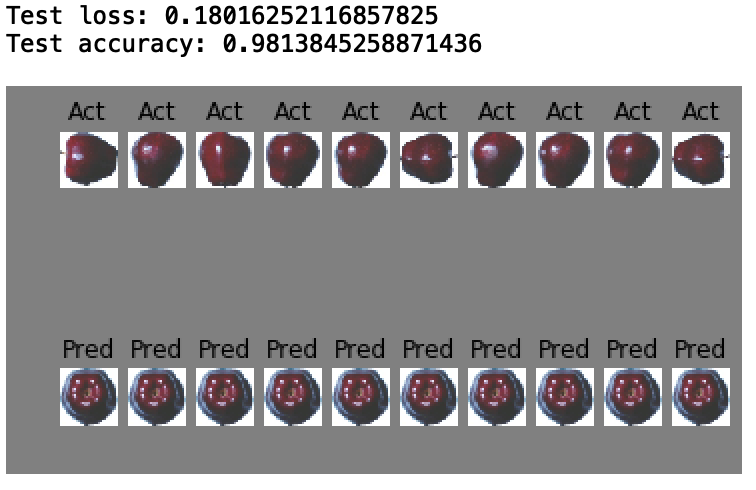 Test loss: 0.18016252116857825
Test accuracy: 0.9813845258871436
Act Act Act Act Act Act Act Act Act Act
Pred Pred Pred Pred Pred Pred Pred Pred Pred Pred